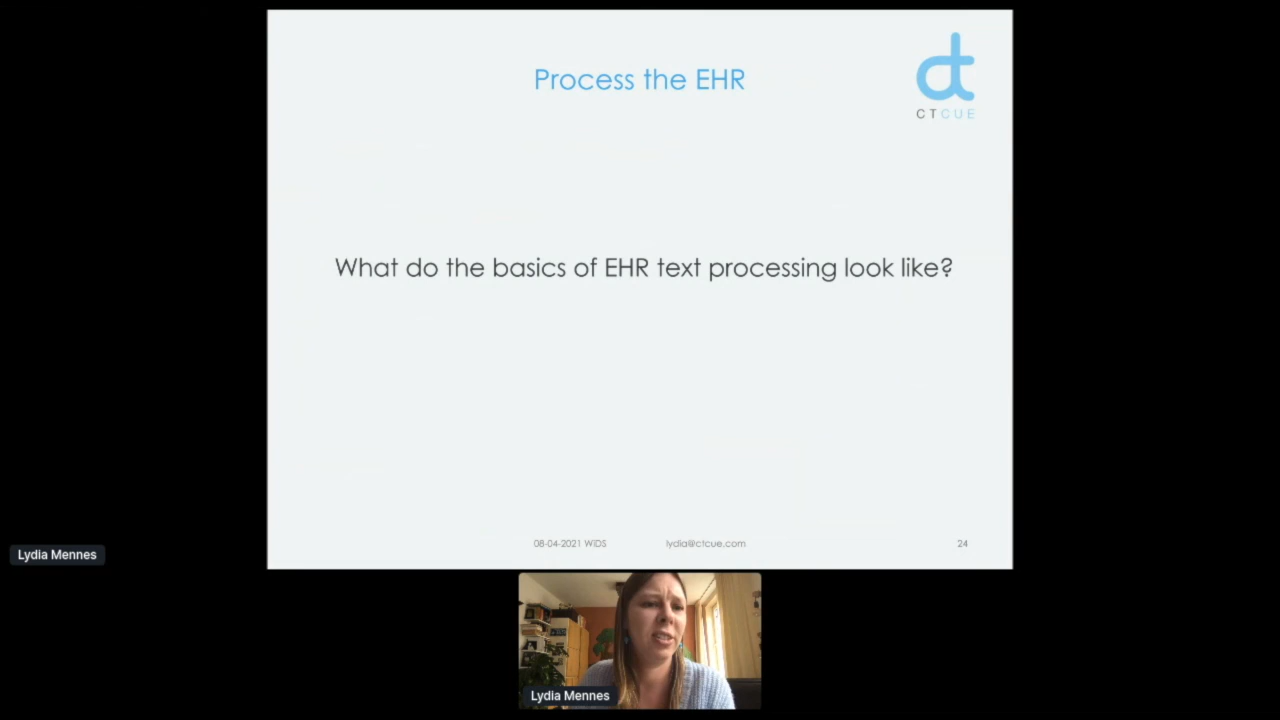 Process the EHR
CTCUE
What do the basics of EHR text processing look like?
08-04-2021 WiDS
lydia@ctcue.com
24
Lydia Mennes
Lydia Mennes